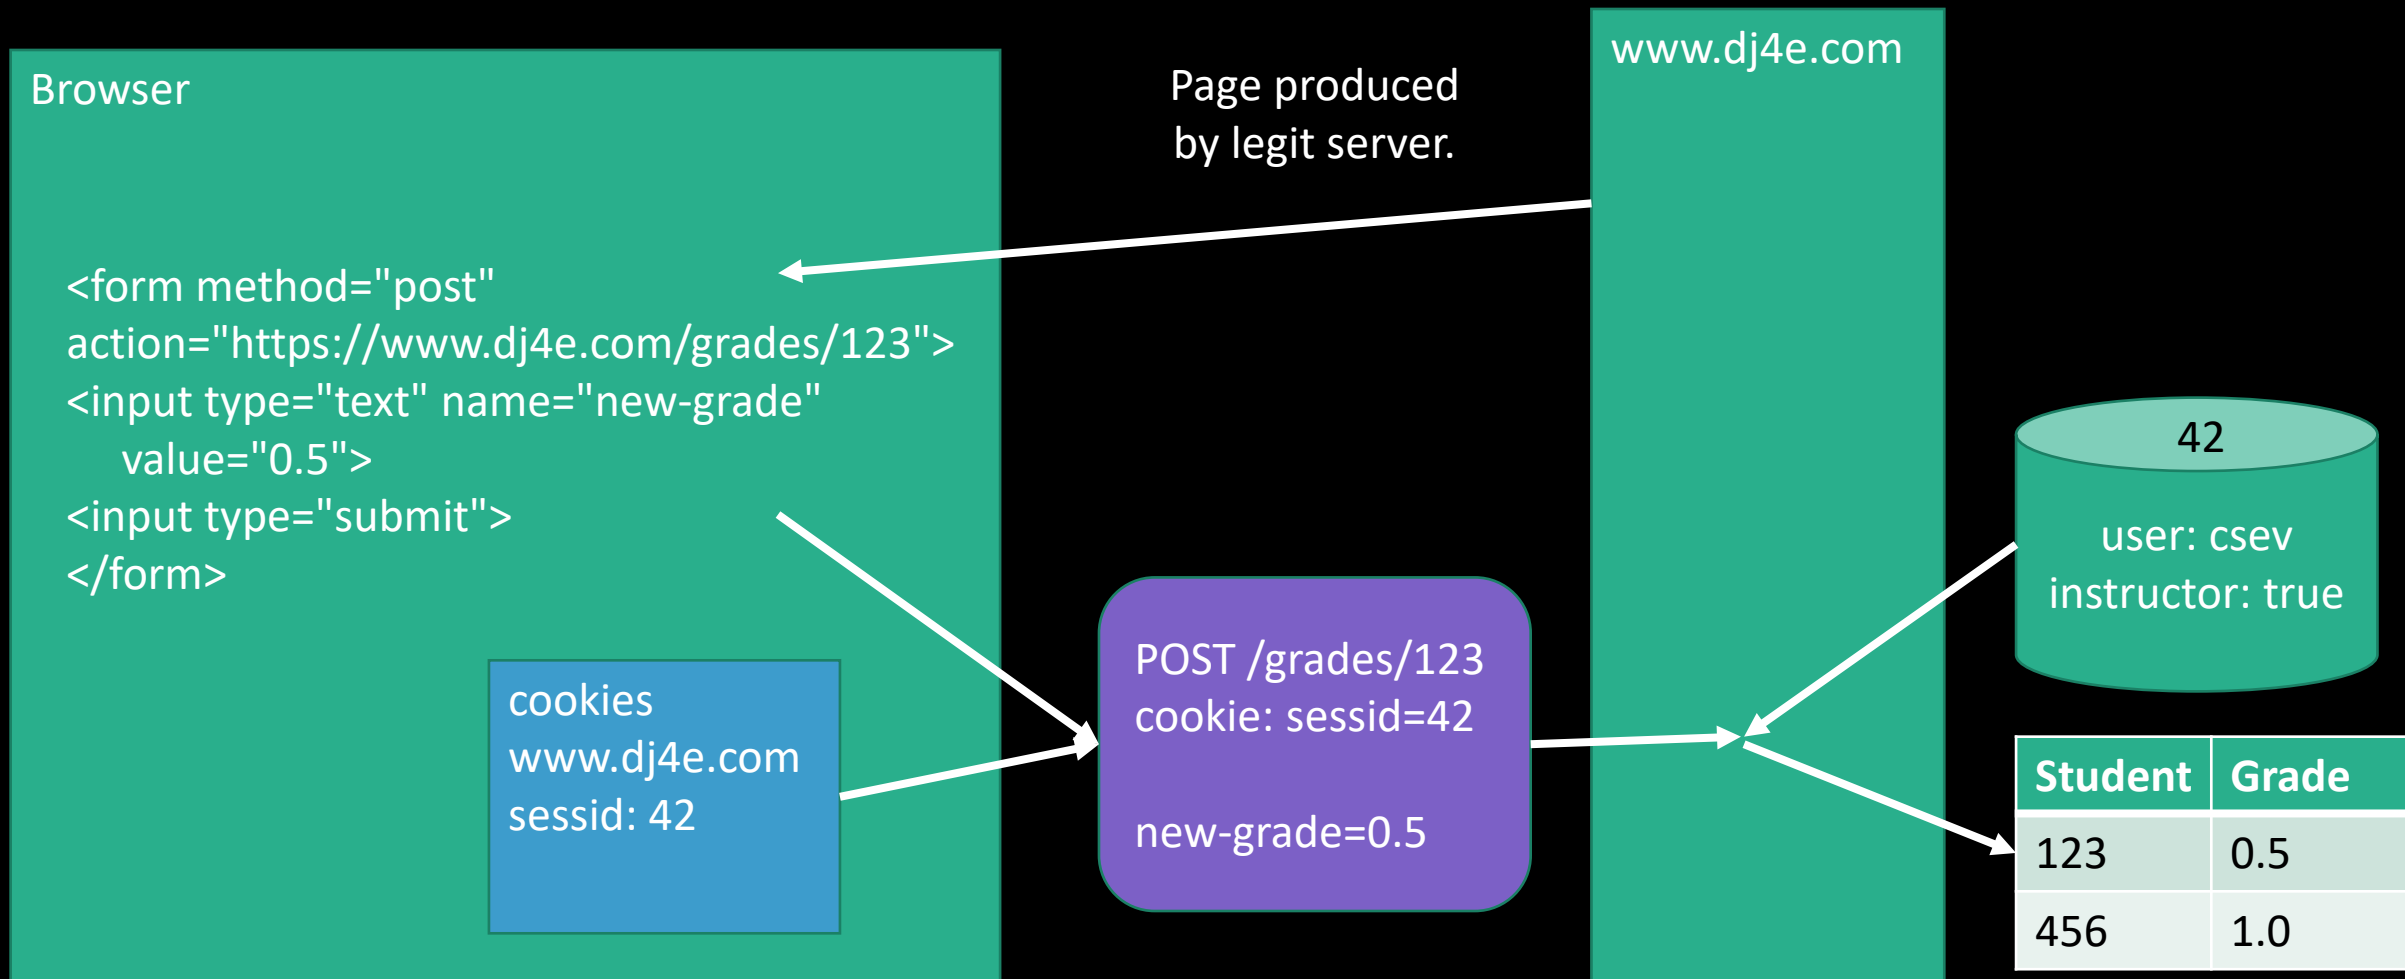 Browser
<form method="post"
action="https://www.dj4e.com/grades/123">
<input type="text" name="new-grade"
value="0.5">
<input type="submit">
</form>
cookies
www.dj4e.com
sessid: 42
Page produced
by legit server.
POST /grades/123
cookie: sessid=42
new-grade=0.5
www.dj4e.com
42
user: csev
instructor: true
Student Grade
123 0.5
456 1.0